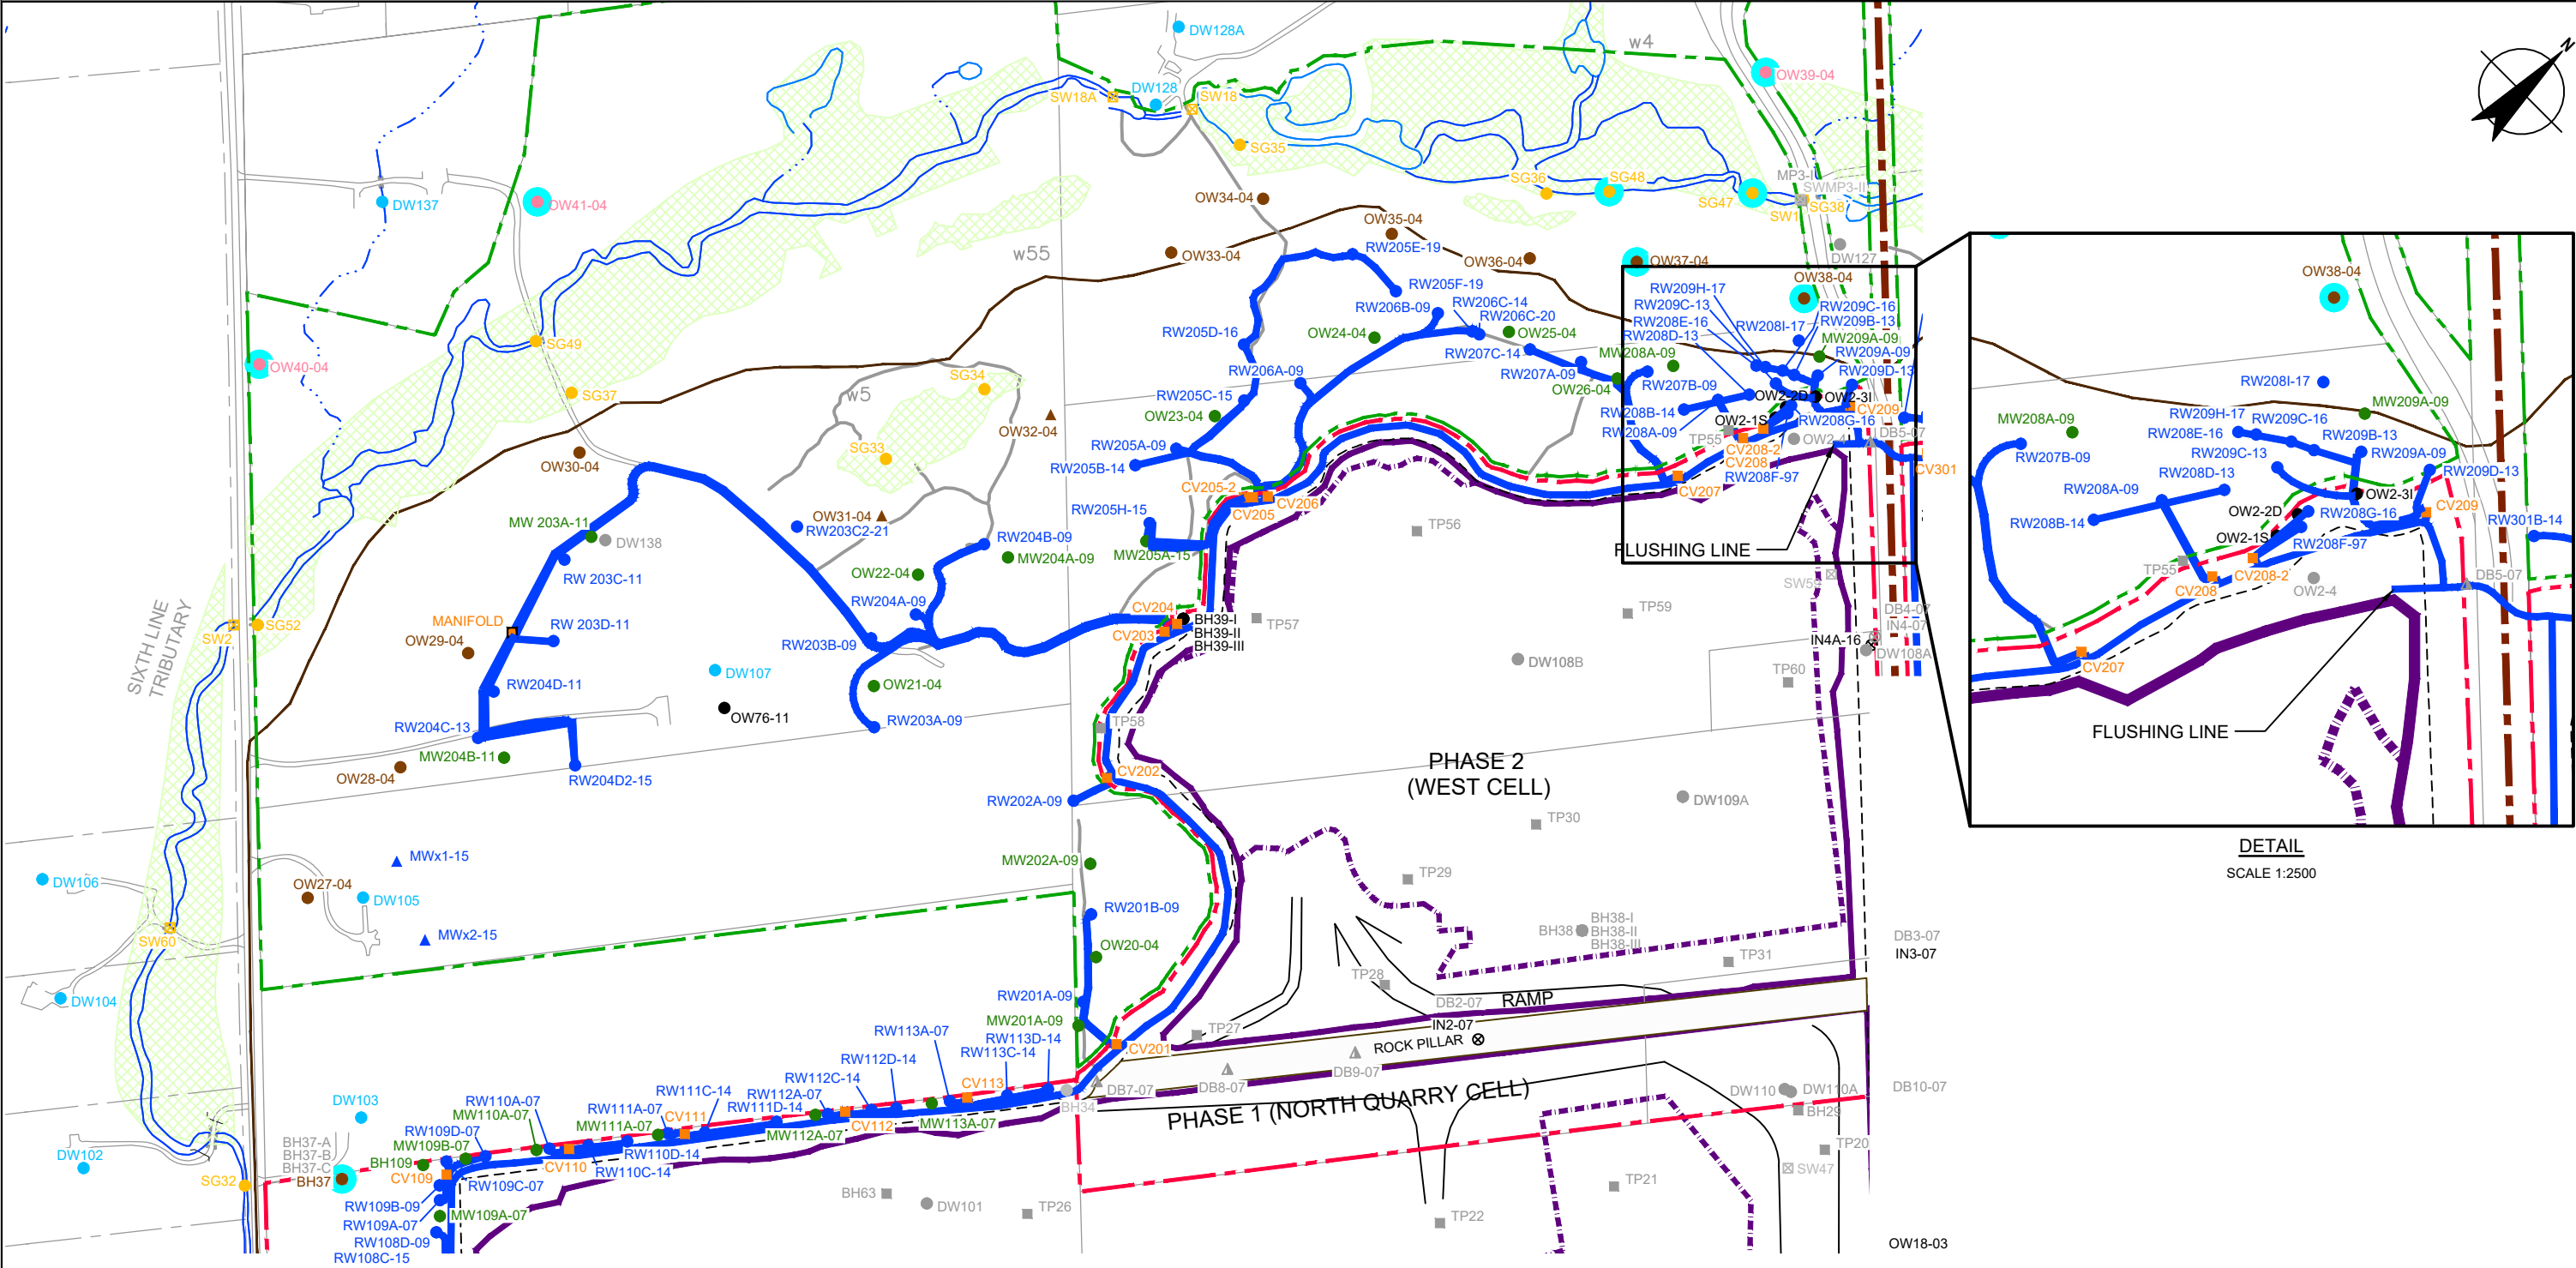 DW128A
w4
N
OW39-04
SW18A
DW128
SW18
SG35
DW137
OW41-04
OW34-04
SG36
SG48
SG47
MP3-I
SWMP3-II
SW1
SG38
OW35-04
w55
OW33-04
RW205E-19
OW36-04
OW37-04
DW127
OW38-04
RW205F-19
RW206B-09
RW206C-14
RW206C-20
RW209H-17
RW209C-13
RW208E-16
RW208D-13
RW208I-17
RW209C-16
RW209B-13
MW209A-09
RW209A-09
RW209D-13
RW205D-16
OW24-04
OW25-04
RW207C-14
MW208A-09
SG49
OW40-04
SG34
SG37
w5
RW206A-09
RW207A-09
OW26-04
RW207B-09
RW205C-15
OW23-04
OW32-04
RW208B-14
RW208A-09
OW2-2D
OW2-3I
OW2-1S
CV209
RW208G-16
TP55
OW2-4
DB5-07
CV208-2
CV208
RW208F-97
CV207
CV301
SG33
OW30-04
RW205A-09
RW205B-14
CV205-2
CV205
CV206
OW31-04
RW203C2-21
MW 203A-11
DW138
RW205H-15
MW205A-15
TP56
RW204B-09
MW204A-09
FLUSHING LINE
RW 203C-11
OW22-04
RW204A-09
CV204
CV203
BH39-I
BH39-II
BH39-III
TP57
TP59
DB4-07
IN4-07
IN4A-16
DW108A
SIXTH LINE
TRIBUTARY
SW2
SG52
MANIFOLD
RW 203D-11
OW29-04
RW203B-09
DW107
DW108B
TP60
RW204D-11
OW21-04
OW76-11
RW203A-09
RW204C-13
TP58
MW204B-11
OW28-04
RW204D2-15
CV202
RW202A-09
PHASE 2
(WEST CELL)
DW109A
TP30
MWx1-15
MW202A-09
TP29
DW106
OW27-04
DW105
RW201B-09
BH38-I
BH38
BH38-II
BH38-III
MWx2-15
SW60
OW20-04
DB3-07
IN3-07
TP31
TP28
DW104
RW201A-09
DB2-07
RAMP
MW201A-09
TP27
IN2-07
ROCK PILLAR
CV201
RW113A-07
RW113D-14
RW113C-14
RW112D-14
RW112C-14
CV113
RW112A-07
RW111C-14
DB7-07
DB8-07
DB9-07
DW110
DW110A
DB10-07
BH34
PHASE 1 (NORTH QUARRY CELL)
BH29
DW103
RW110A-07
MW110A-07
RW111A-07
CV111
RW111D-14
MW111A-07
CV112
MW113A-07
MW112A-07
RW109D-07
MW109B-07
BH37-A
BH37-B
BH37-C
BH37
BH109
CV109
CV110
RW110D-14
RW110C-14
RW109C-07
DW102
SG32
TP20
SW47
TP21
BH63
DW101
TP26
TP22
RW109B-09
MW109A-07
RW109A-07
RW108D-09
RW108C-15
OW18-03
OW38-04
RW208I-17
MW208A-09
RW209H-17
RW209C-16
MW209A-09
RW208E-16
RW209B-13
RW207B-09
RW209C-13
RW209A-09
RW208D-13
RW209D-13
RW208A-09
OW2-3I
RW208B-14
OW2-2D
RW208G-16
CV209
RW301B-14
OW2-1S
RW208F-97
TP55
CV208-2
CV208
OW2-4
DB5-07
CV207
FLUSHING LINE
DETAIL
SCALE 1:2500